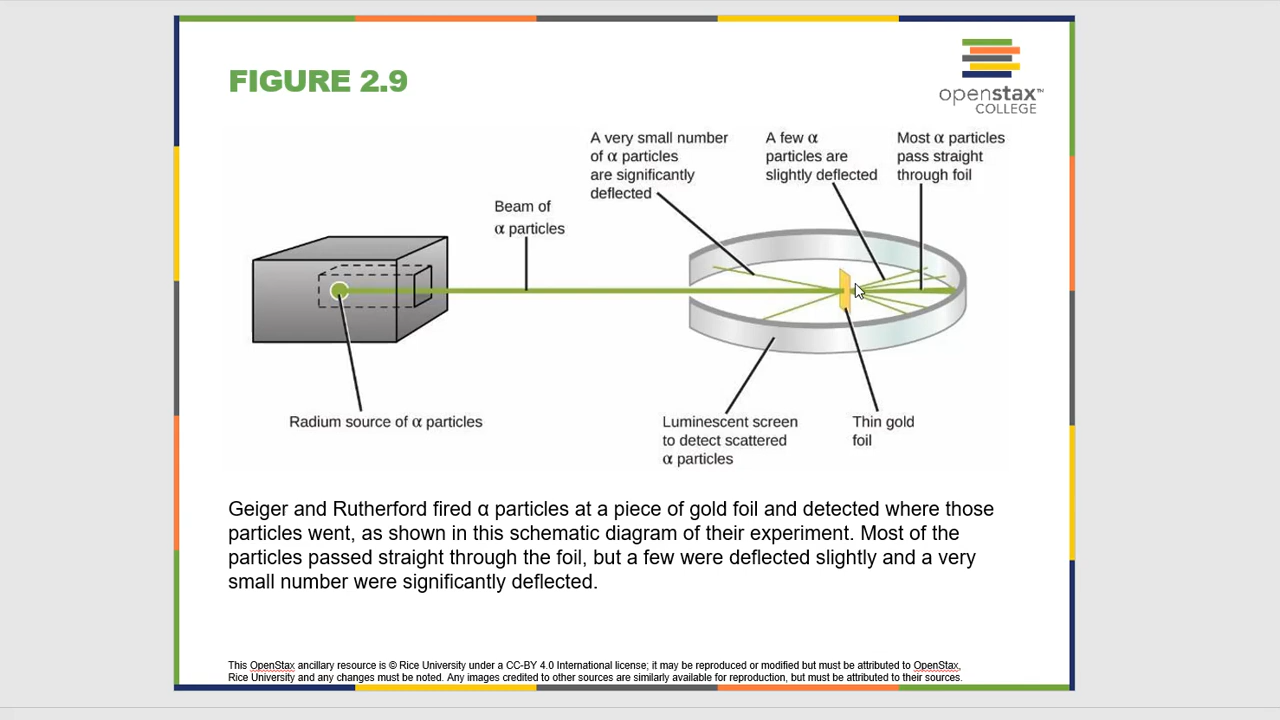 FIGURE 2.9
openstax™
COLLEGE
A very small number
of α particles
are significantly
deflected
A few α
particles are
slightly deflected
Most α particles
pass straight
through foil
Beam of
α particles
Radium source of α particles
Luminescent screen
to detect scattered
α particles
Thin gold
foil
Geiger and Rutherford fired α particles at a piece of gold foil and detected where those
particles went, as shown in this schematic diagram of their experiment. Most of the
particles passed straight through the foil, but a few were deflected slightly and a very
small number were significantly deflected.
This OpenStax ancillary resource is © Rice University under a CC-BY 4.0 International license; it may be reproduced or modified but must be attributed to OpenStax,
Rice University and any changes must be noted. Any images credited to other sources are similarly available for reproduction, but must be attributed to their sources.